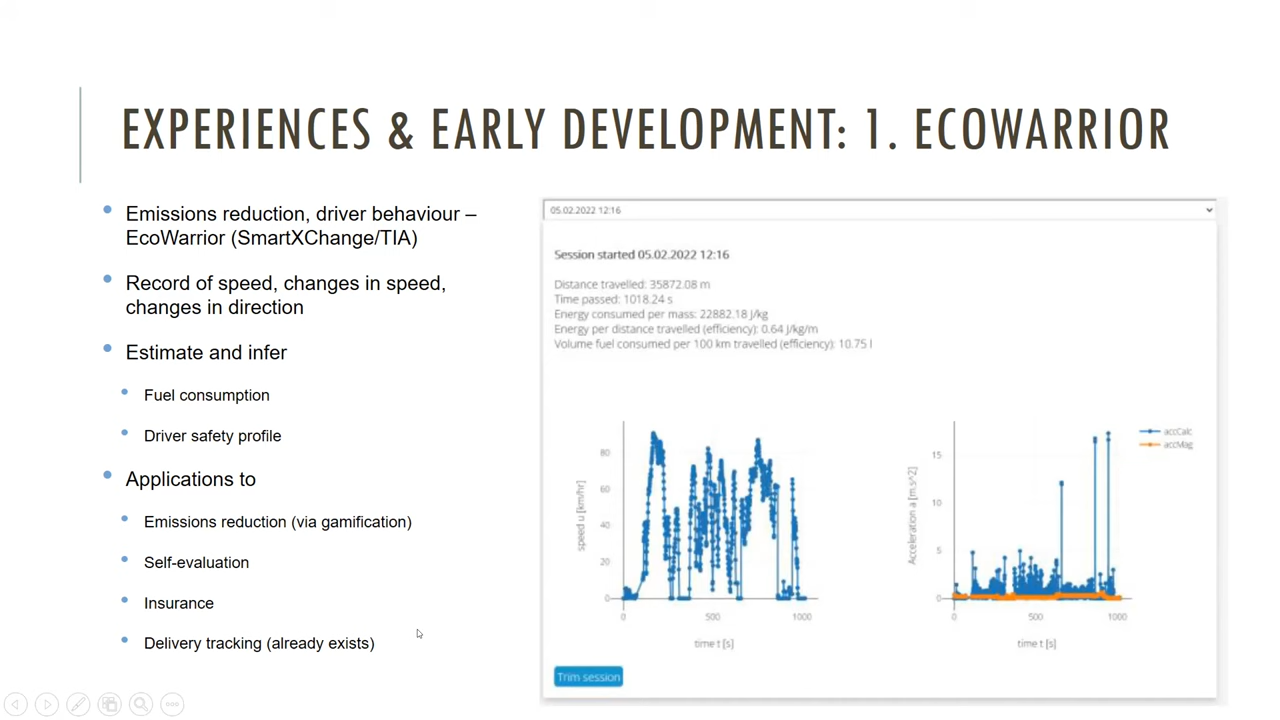 EXPERIENCES & EARLY DEVELOPMENT: 1. ECOWARRIOR
Emissions reduction, driver behaviour –
EcoWarrior (SmartXChange/TIA)
Record of speed, changes in speed,
changes in direction
Estimate and infer
Fuel consumption
Driver safety profile
Applications to
Emissions reduction (via gamification)
Self-evaluation
Insurance
Delivery tracking (already exists)
05.02.2022 12:16
Session started 05.02.2022 12:16
Distance travelled: 35872.08 m
Time passed: 1018.24 s
Energy consumed per mass: 22882.18 J/kg
Energy per distance travelled (efficiency): 0.64 J/kg/m
Volume fuel consumed per 100 km travelled (efficiency): 10.75 l
80
60
40
20
0
speed u [km/hr]
0 500 1000
time t [s]
15
10
5
0
Acceleration a [m.s^2]
0 500 1000
time t [s]
accCalc
accMag
Trim session